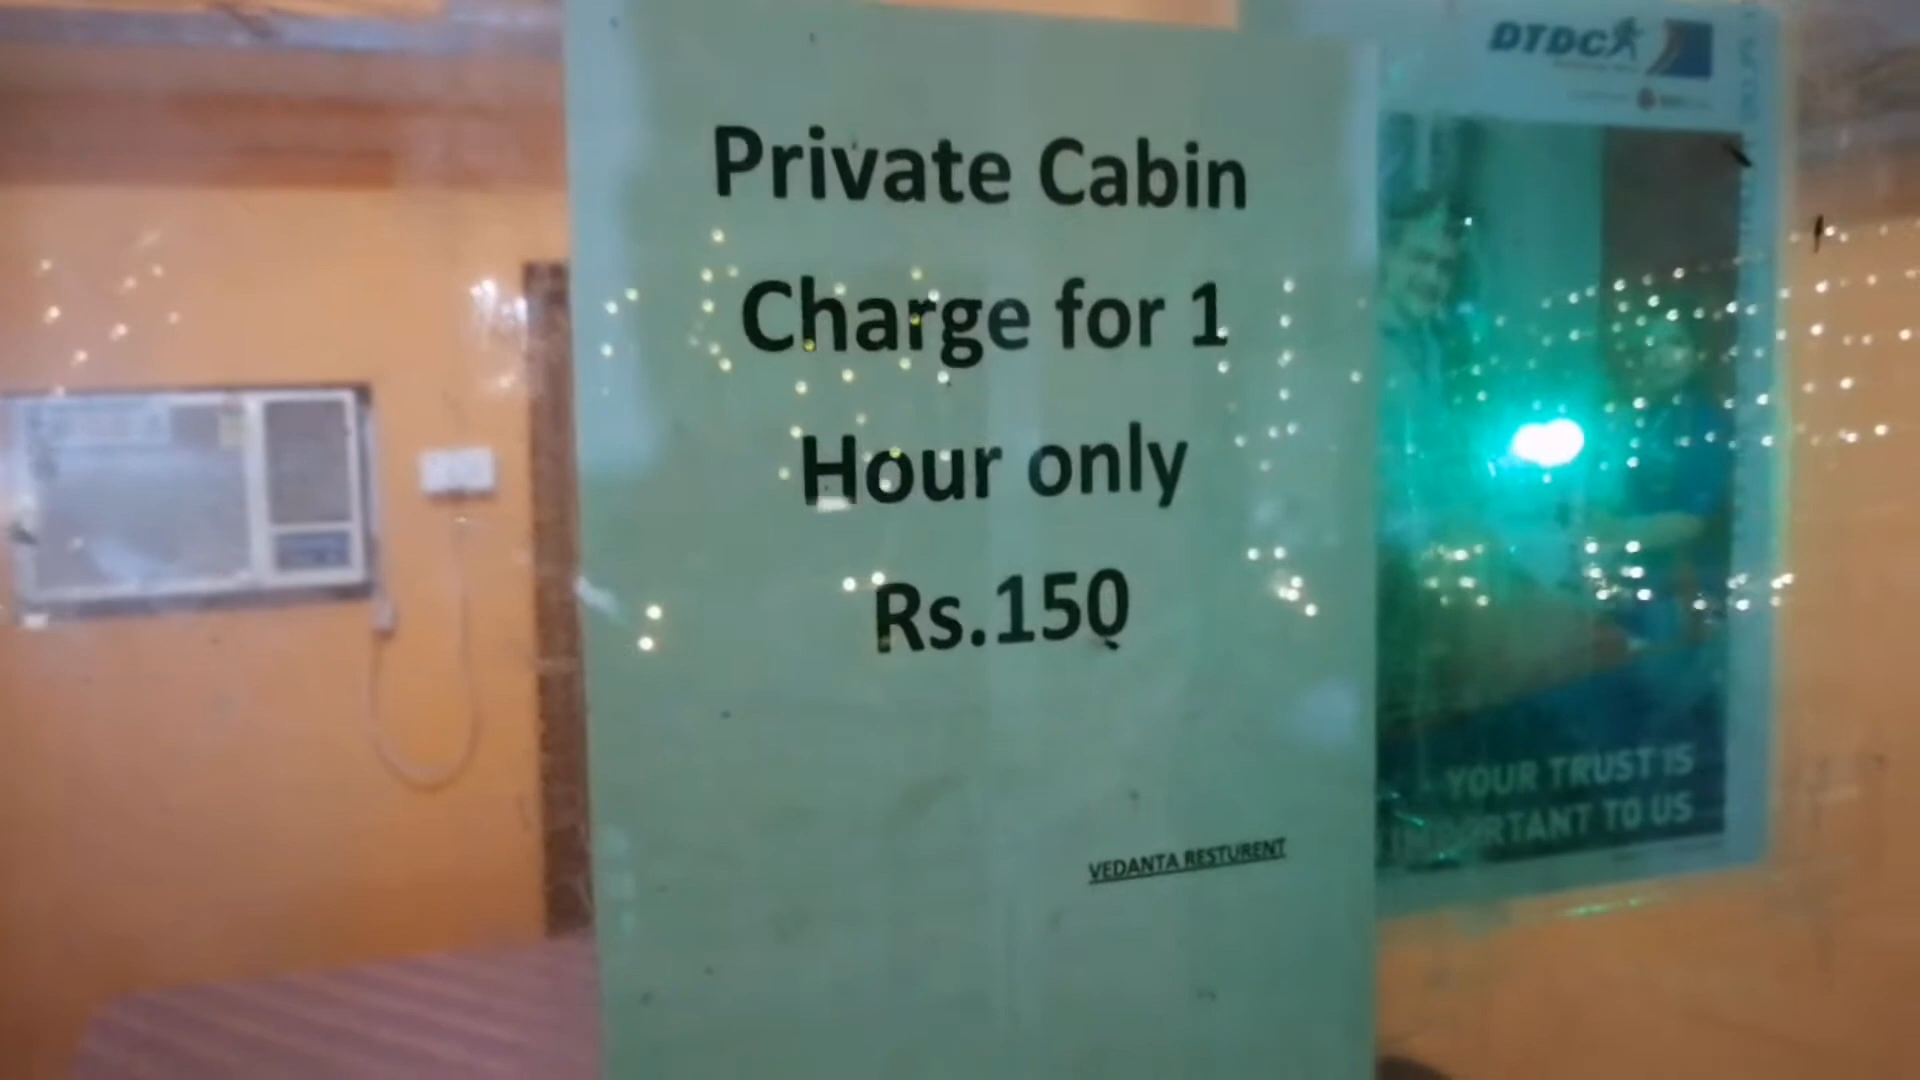 Private Cabin
Charge for 1
Hour only
Rs.150
VEDANTA RESTURENT
DTDC
YOUR TRUST IS
IMPORTANT TO US